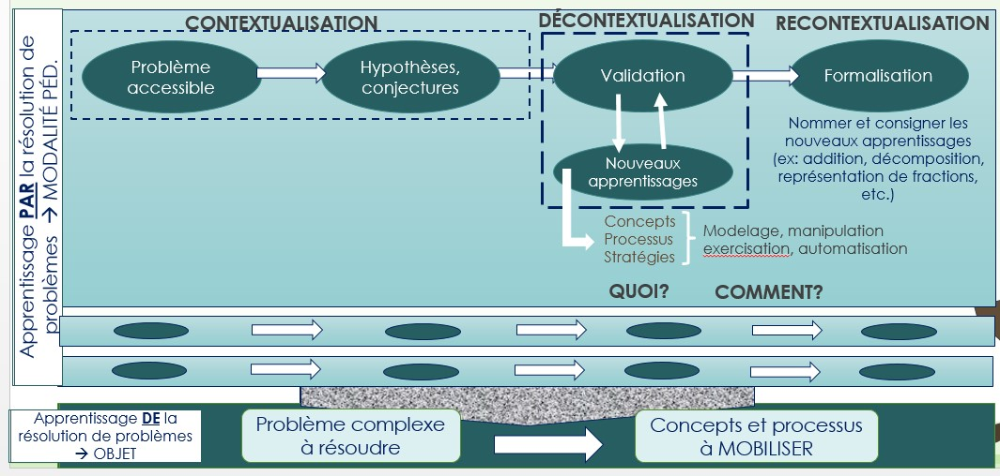 CONTEXTUALISATION
DÉCONTEXTUALISATION
RECONTEXTUALISATION
Apprentissage PAR la résolution de
problèmes → MODALITÉ PÉD.
Problème
accessible
Hypothèses,
conjectures
Validation
Formalisation
Nouveaux
apprentissages
Nommer et consigner les
nouveaux apprentissages
(ex: addition, décomposition,
représentation de fractions,
etc.)
Concepts
Processus
Stratégies
Modelage, manipulation
exercisation, automatisation
QUOI?
COMMENT?
Apprentissage DE la
résolution de problèmes
→ OBJET
Problème complexe
à résoudre
Concepts et processus
à MOBILISER